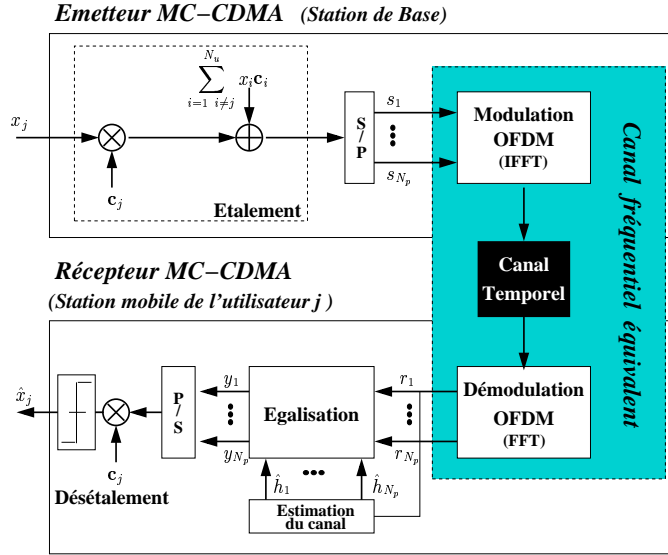 Emetteur MC−CDMA (Station de Base)
N_u
∑ x_i c_i
i=1 i≠j
x_j
c_j
Etalement
S
/
P
s_1
s_{N_p}
Modulation
OFDM
(IFFT)
Canal fréquentiel équivalent
Canal
Temporel
Récepteur MC−CDMA
(Station mobile de l'utilisateur j )
x̂_j
c_j
Désétalement
P
/
S
y_1
y_{N_p}
Egalisation
r_1
r_{N_p}
Démodulation
OFDM
(FFT)
ĥ_1
ĥ_{N_p}
Estimation
du canal